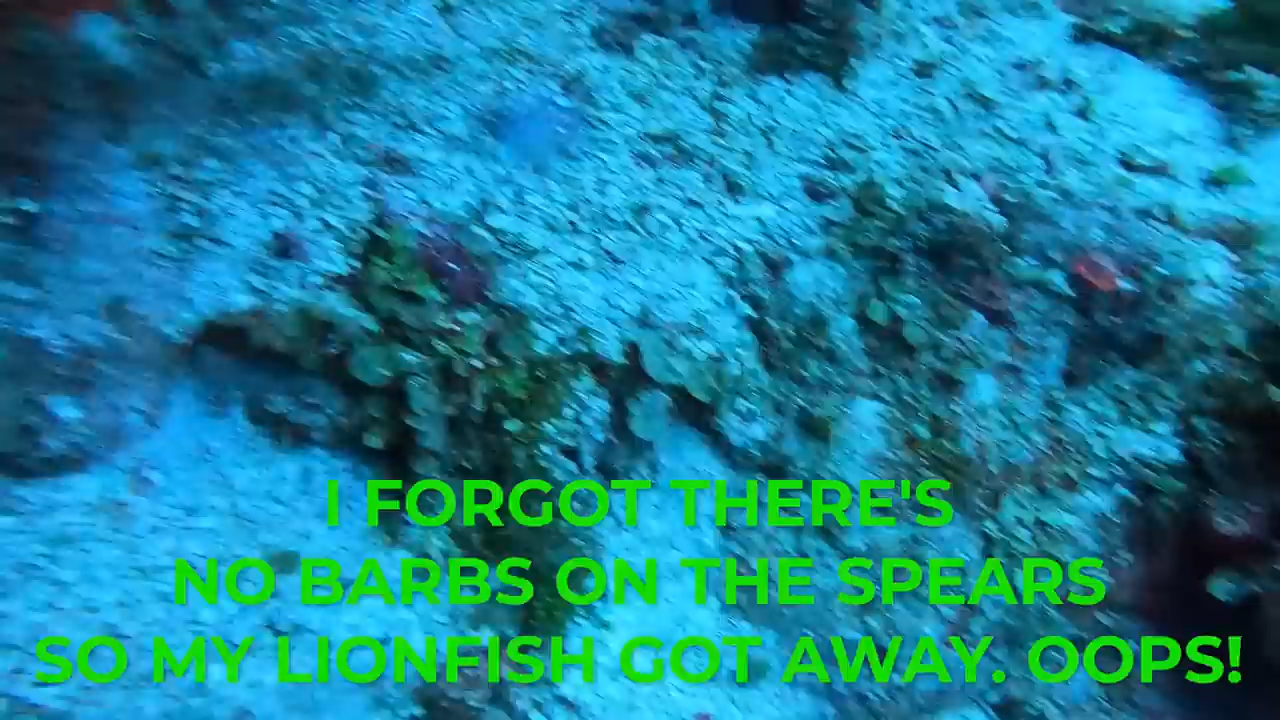 I FORGOT THERE'S
NO BARBS ON THE SPEARS
SO MY LIONFISH GOT AWAY. OOPS!